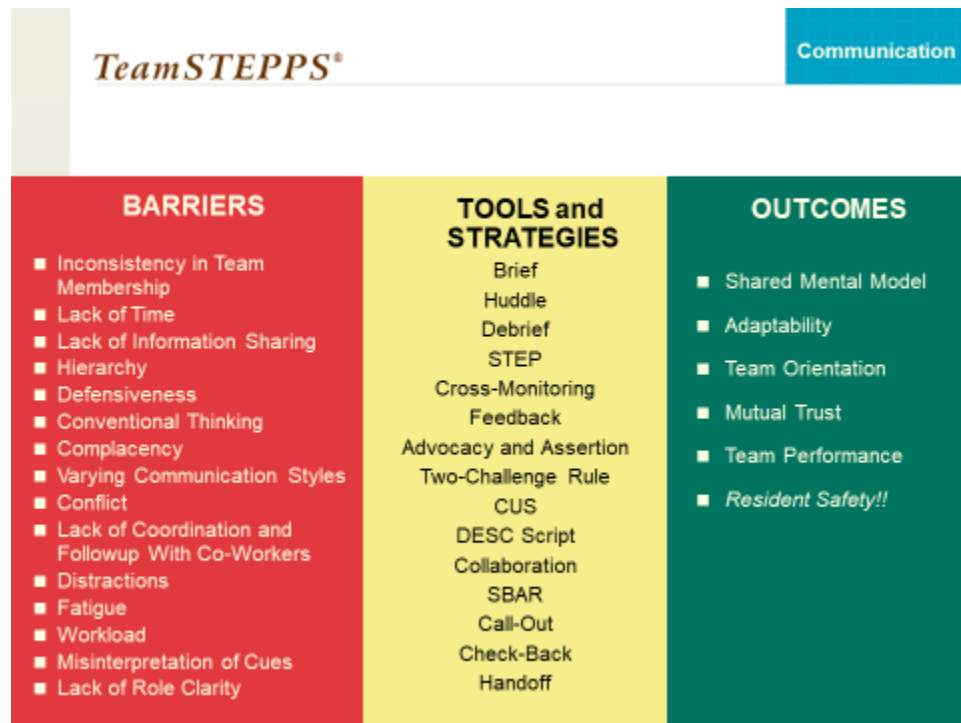 TeamSTEPPS®
Communication
BARRIERS
Inconsistency in Team
Membership
Lack of Time
Lack of Information Sharing
Hierarchy
Defensiveness
Conventional Thinking
Complacency
Varying Communication Styles
Conflict
Lack of Coordination and
Followup With Co-Workers
Distractions
Fatigue
Workload
Misinterpretation of Cues
Lack of Role Clarity
TOOLS and
STRATEGIES
Brief
Huddle
Debrief
STEP
Cross-Monitoring
Feedback
Advocacy and Assertion
Two-Challenge Rule
CUS
DESC Script
Collaboration
SBAR
Call-Out
Check-Back
Handoff
OUTCOMES
Shared Mental Model
Adaptability
Team Orientation
Mutual Trust
Team Performance
Resident Safety!!